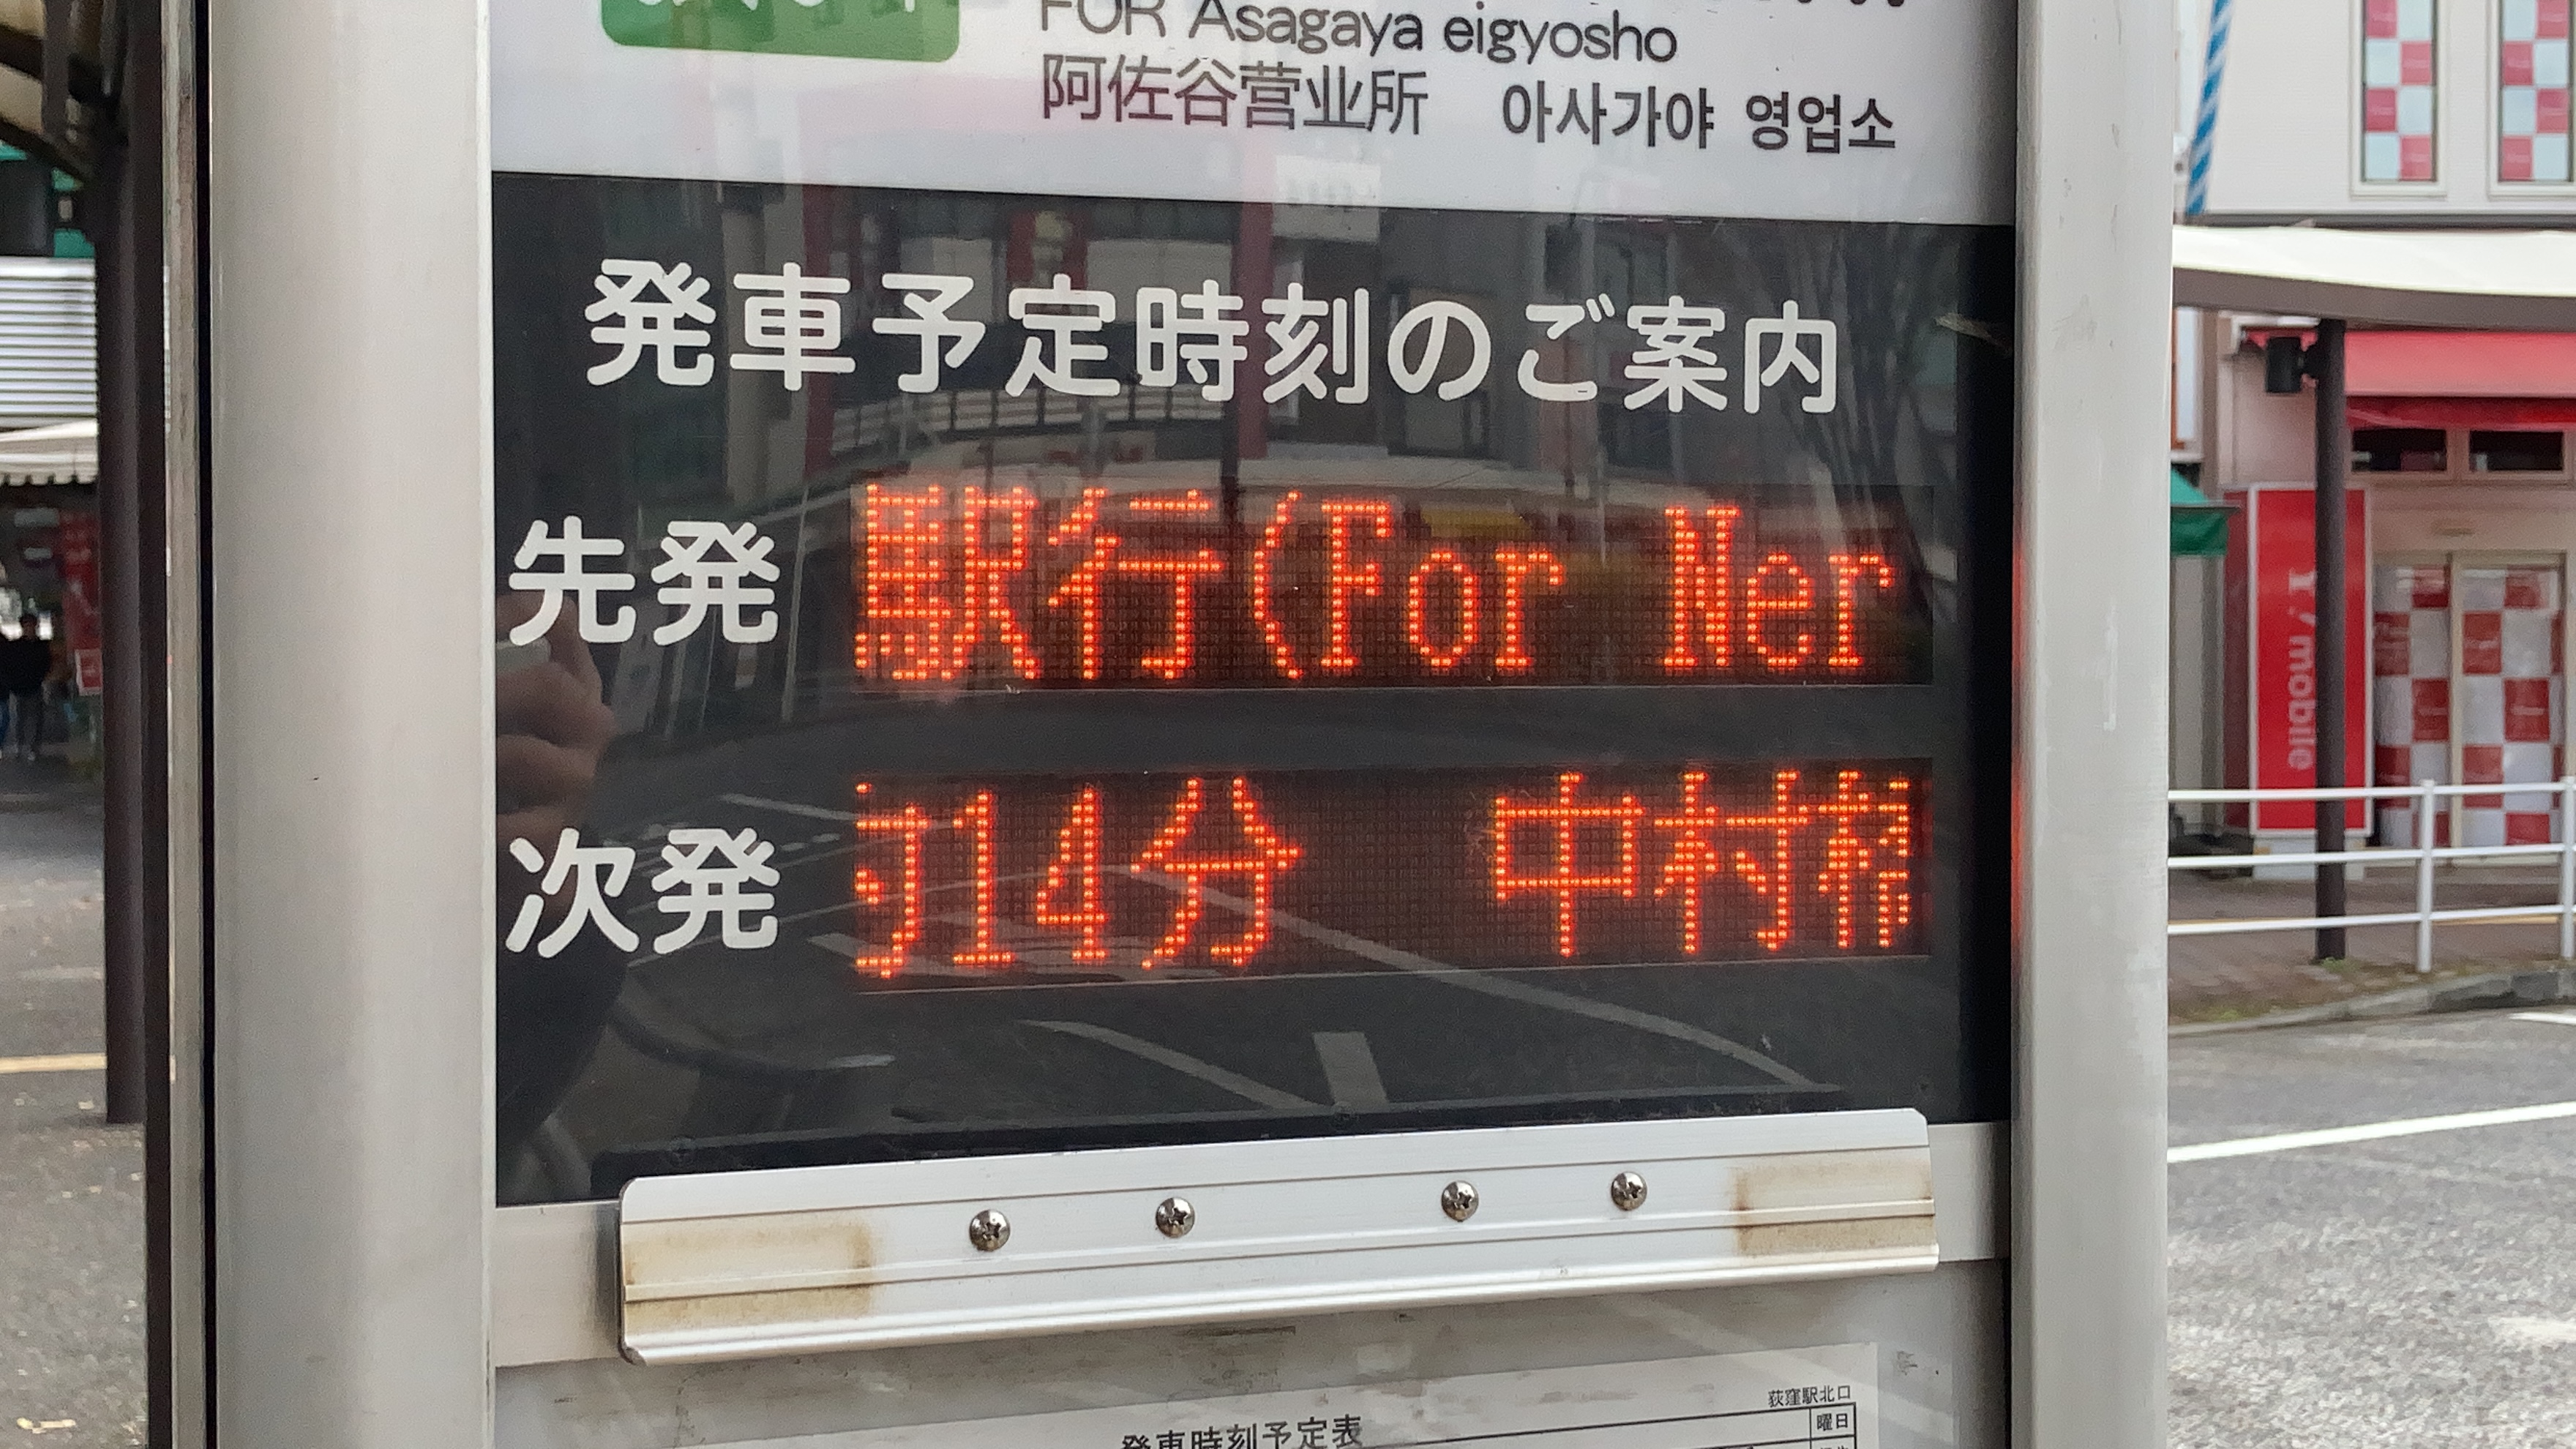 FOR Asagaya eigyosho
阿佐谷营业所 아사가야 영업소
発車予定時刻のご案内
先発 駅行(For Ner
次発 14分 中村
Y! mobile
荻窪駅北口
発車時刻予定表
曜日